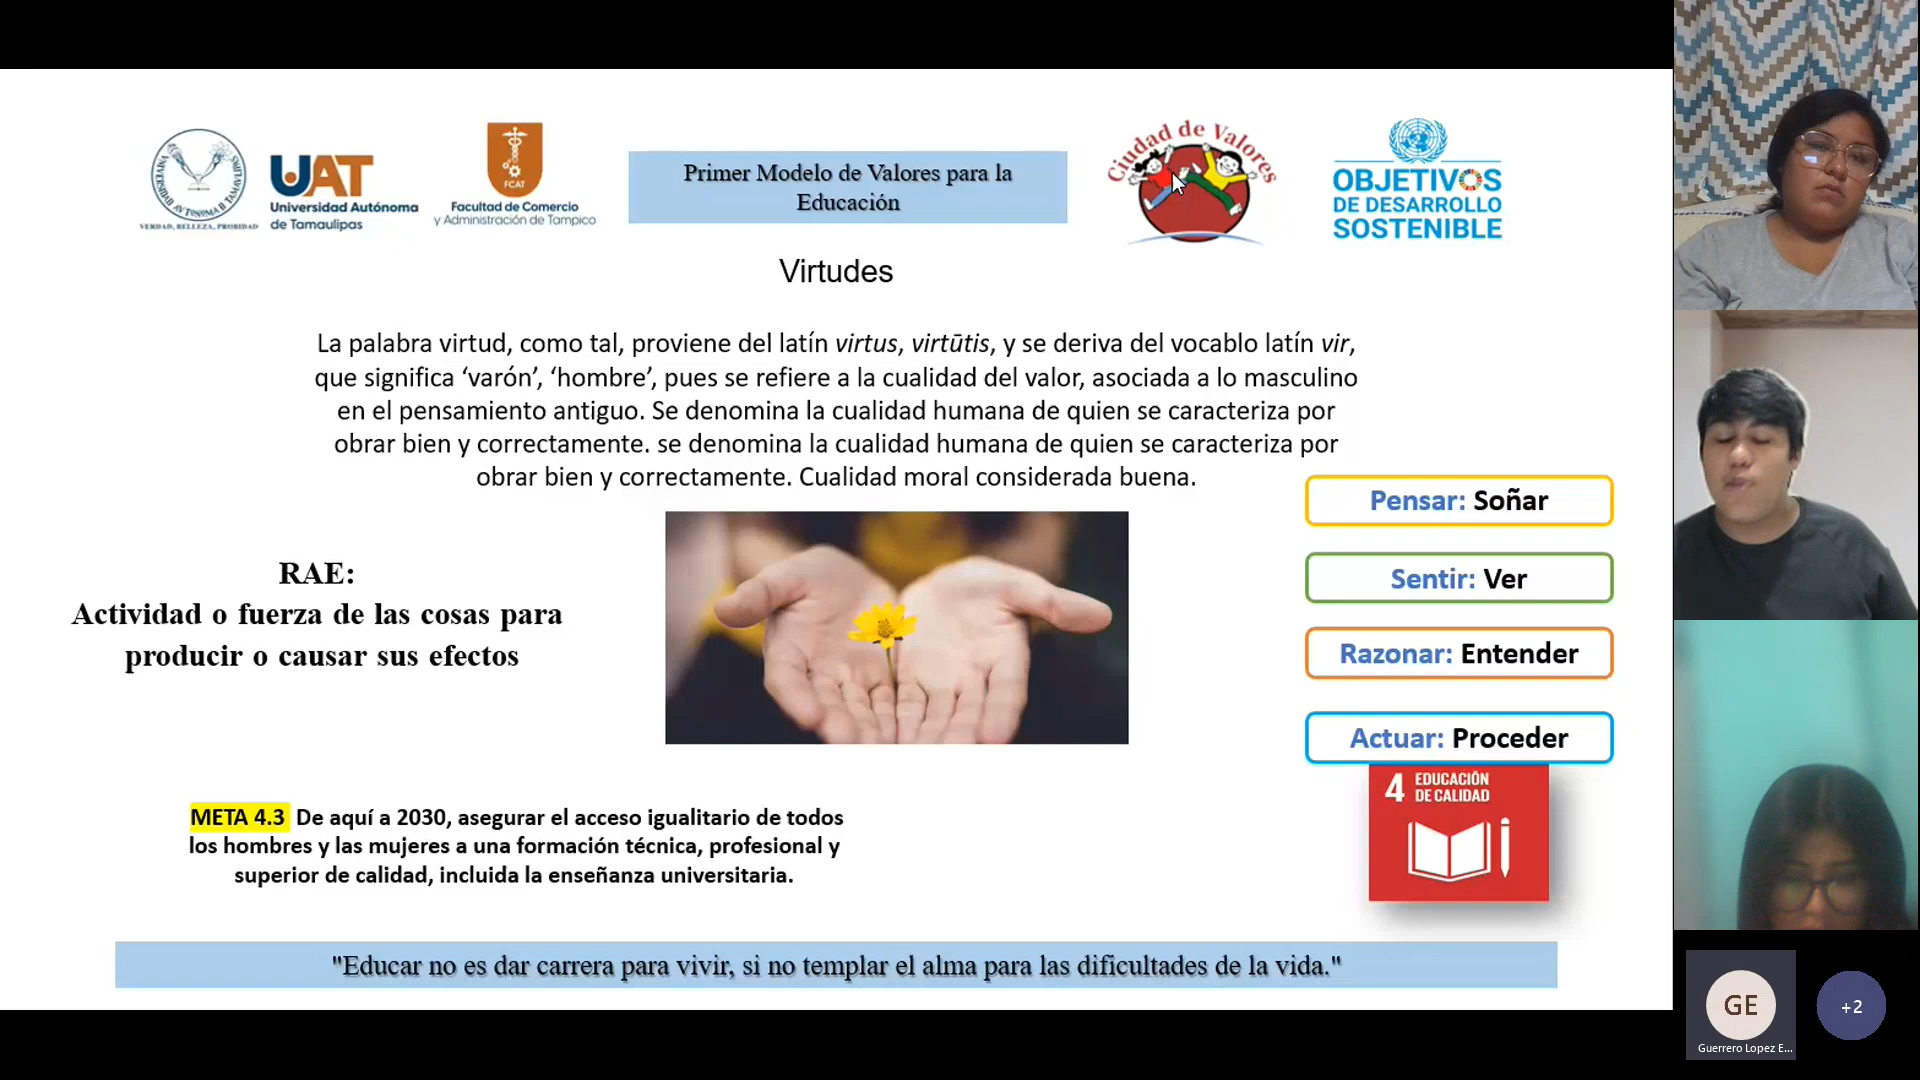 UNIVERSIDAD AUTONOMA DE TAMAULIPAS
VERDAD, BELLEZA, PROBIDAD
UAT
Universidad Autónoma
de Tamaulipas
FCAT
Facultad de Comercio
y Administración de Tampico
Primer Modelo de Valores para la
Educación
Ciudad de Valores
OBJETIVOS
DE DESARROLLO
SOSTENIBLE
Virtudes
La palabra virtud, como tal, proviene del latín virtus, virtūtis, y se deriva del vocablo latín vir,
que significa ‘varón’, ‘hombre’, pues se refiere a la cualidad del valor, asociada a lo masculino
en el pensamiento antiguo. Se denomina la cualidad humana de quien se caracteriza por
obrar bien y correctamente. se denomina la cualidad humana de quien se caracteriza por
obrar bien y correctamente. Cualidad moral considerada buena.
Pensar: Soñar
Sentir: Ver
Razonar: Entender
Actuar: Proceder
RAE:
Actividad o fuerza de las cosas para
producir o causar sus efectos
4 EDUCACIÓN
DE CALIDAD
META 4.3 De aquí a 2030, asegurar el acceso igualitario de todos
los hombres y las mujeres a una formación técnica, profesional y
superior de calidad, incluida la enseñanza universitaria.
"Educar no es dar carrera para vivir, si no templar el alma para las dificultades de la vida."
GE
Guerrero Lopez E...
+2